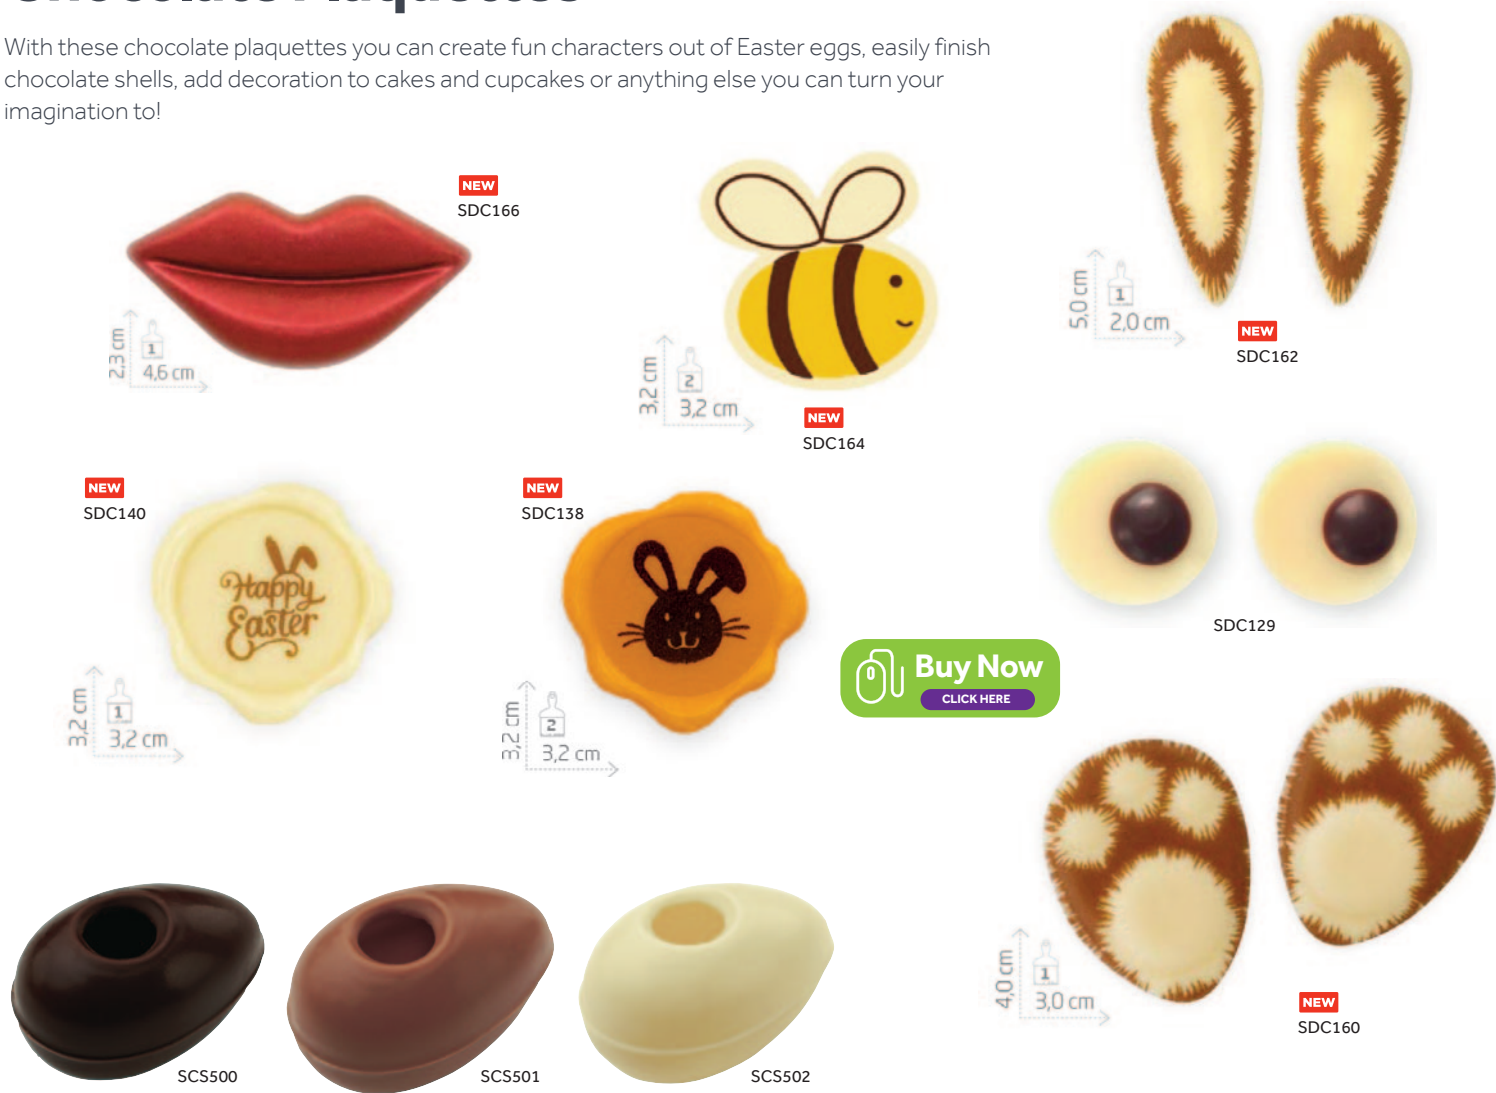 Chocolate Plaquettes
With these chocolate plaquettes you can create fun characters out of Easter eggs, easily finish
chocolate shells, add decoration to cakes and cupcakes or anything else you can turn your
imagination to!
NEW
SDC166
2,3 cm
1
4,6 cm
3,2 cm
2
3,2 cm
NEW
SDC164
5,0 cm
1
2,0 cm
NEW
SDC162
NEW
SDC140
Happy
Easter
3,2 cm
1
3,2 cm
NEW
SDC138
3,2 cm
2
3,2 cm
SDC129
Buy Now
CLICK HERE
4,0 cm
1
3,0 cm
NEW
SDC160
SCS500
SCS501
SCS502